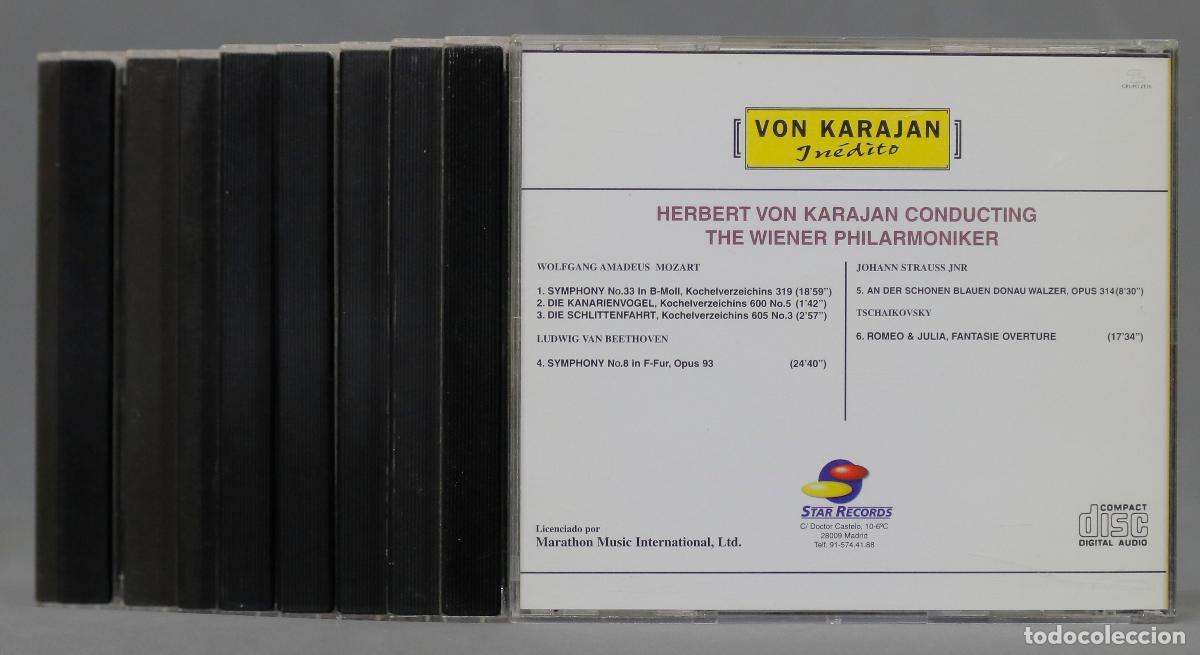 VON KARAJAN
Inédito
HERBERT VON KARAJAN CONDUCTING
THE WIENER PHILARMONIKER
WOLFGANG AMADEUS MOZART
1. SYMPHONY No.33 In B-Moll, Kochelverzeichins 319 (18'59")
2. DIE KANARIENVOGEL, Kochelverzeichins 600 No.5 (1'42")
3. DIE SCHLITTENFAHRT, Kochelverzeichins 605 No.3 (2'57")
LUDWIG VAN BEETHOVEN
4. SYMPHONY No.8 in F-Fur, Opus 93 (24'40")
JOHANN STRAUSS JNR
5. AN DER SCHONEN BLAUEN DONAU WALZER, OPUS 314 (8'30")
TSCHAIKOVSKY
6. ROMEO & JULIA, FANTASIE OVERTURE (17'34")
STAR RECORDS
C/ Doctor Castelo, 10-6ºC
28009 Madrid
Telf. 91-574.41.88
Licenciado por
Marathon Music International, Ltd.
COMPACT
disc
DIGITAL AUDIO
todocoleccion